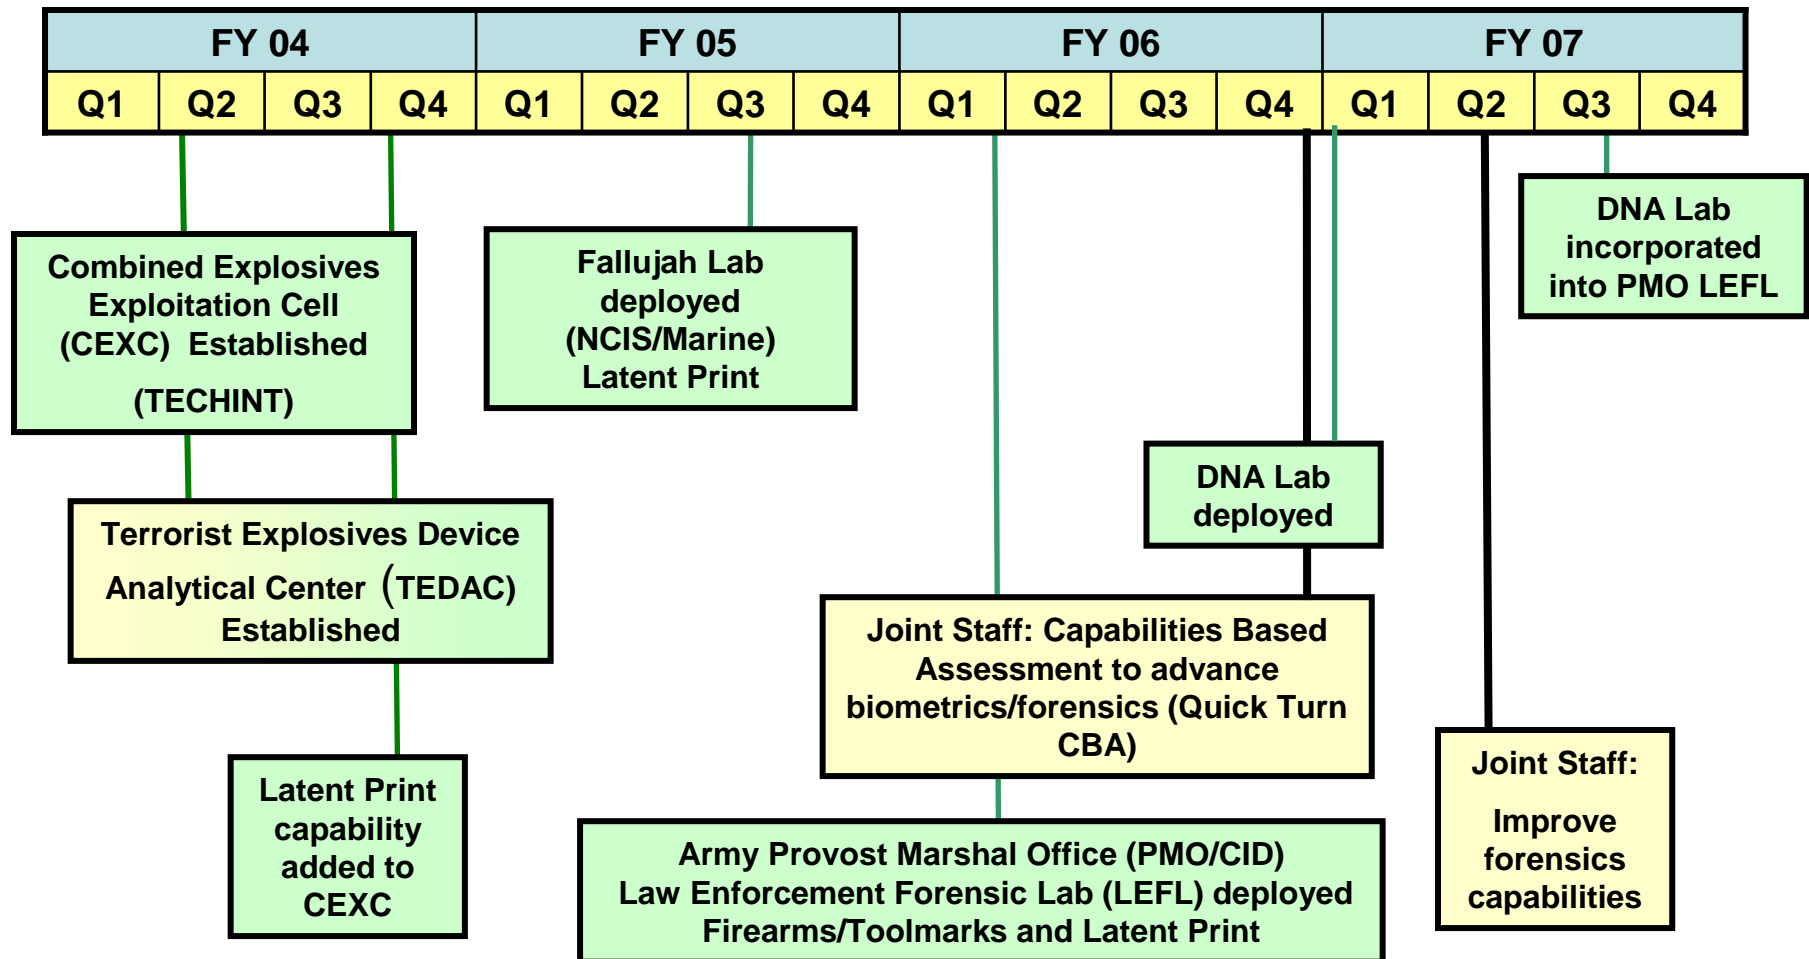 FY 04 FY 05 FY 06 FY 07
Q1 Q2 Q3 Q4 Q1 Q2 Q3 Q4 Q1 Q2 Q3 Q4 Q1 Q2 Q3 Q4
Combined Explosives
Exploitation Cell
(CEXC) Established
(TECHINT)
Terrorist Explosives Device
Analytical Center (TEDAC)
Established
Latent Print
capability
added to
CEXC
Fallujah Lab
deployed
(NCIS/Marine)
Latent Print
DNA Lab
deployed
Joint Staff: Capabilities Based
Assessment to advance
biometrics/forensics (Quick Turn
CBA)
Army Provost Marshal Office (PMO/CID)
Law Enforcement Forensic Lab (LEFL) deployed
Firearms/Toolmarks and Latent Print
DNA Lab
incorporated
into PMO LEFL
Joint Staff:
Improve
forensics
capabilities